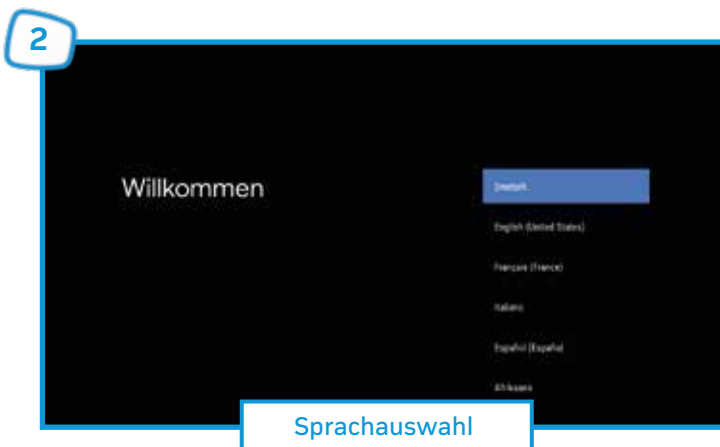 2
Willkommen
Deutsch
English (United States)
Français (France)
Italiano
Español (España)
Afrikaans
Sprachauswahl